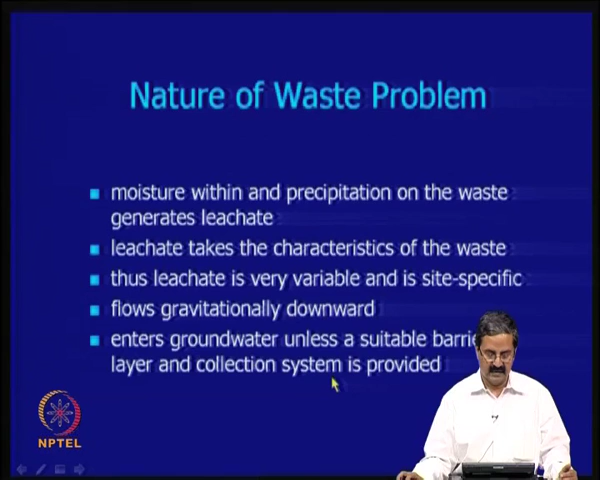 Nature of Waste Problem
moisture within and precipitation on the waste
generates leachate
leachate takes the characteristics of the waste
thus leachate is very variable and is site-specific
flows gravitationally downward
enters groundwater unless a suitable barrie
layer and collection system is provided
NPTEL